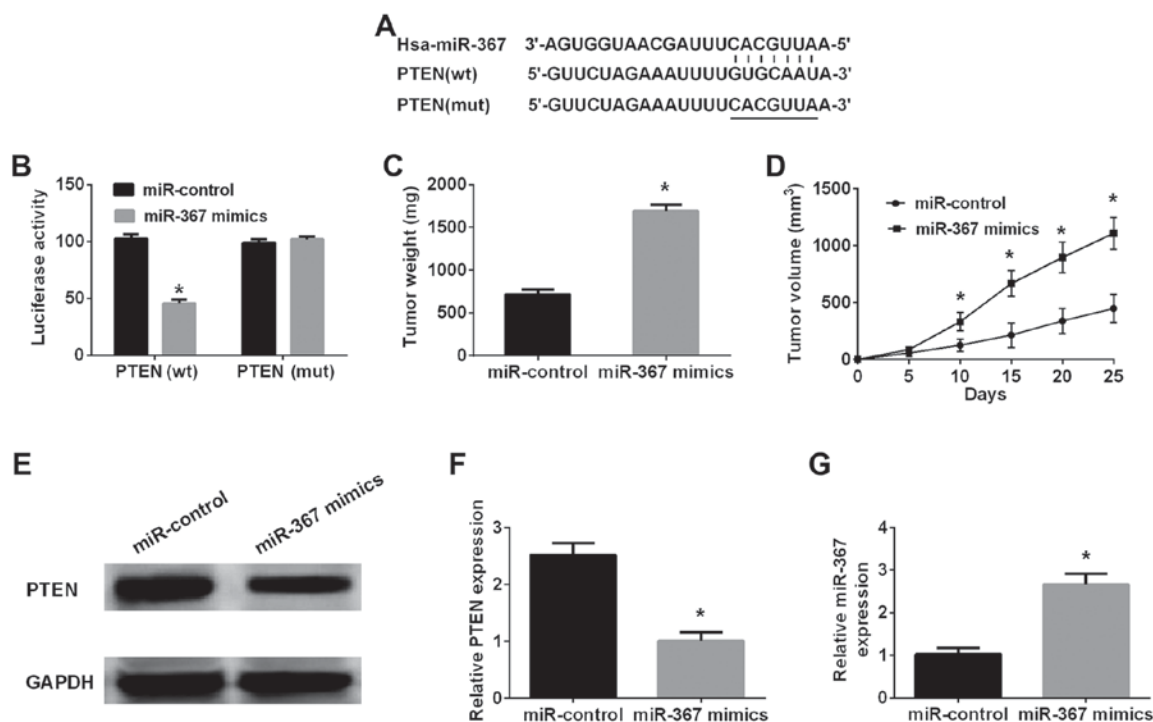 A
Hsa-miR-367 3'-AGUGGUAACGAUUUCACGUUAA-5'
PTEN(wt) 5'-GUUCUAGAAAUUUUGUGCAAUA-3'
PTEN(mut) 5'-GUUCUAGAAAUUUUCACGUUAA-3'
B
Luciferase activity
150
100
50
0
miR-control
miR-367 mimics
*
PTEN (wt) PTEN (mut)
C
Tumor weight (mg)
2000
1500
1000
500
0
*
miR-control miR-367 mimics
D
Tumor volume (mm³)
1500
1000
500
0
miR-control
miR-367 mimics
* * * *
0 5 10 15 20 25
Days
E
miR-control miR-367 mimics
PTEN
GAPDH
F
Relative PTEN expression
3
2
1
0
*
miR-control miR-367 mimics
G
Relative miR-367
expression
4
3
2
1
0
*
miR-control miR-367 mimics